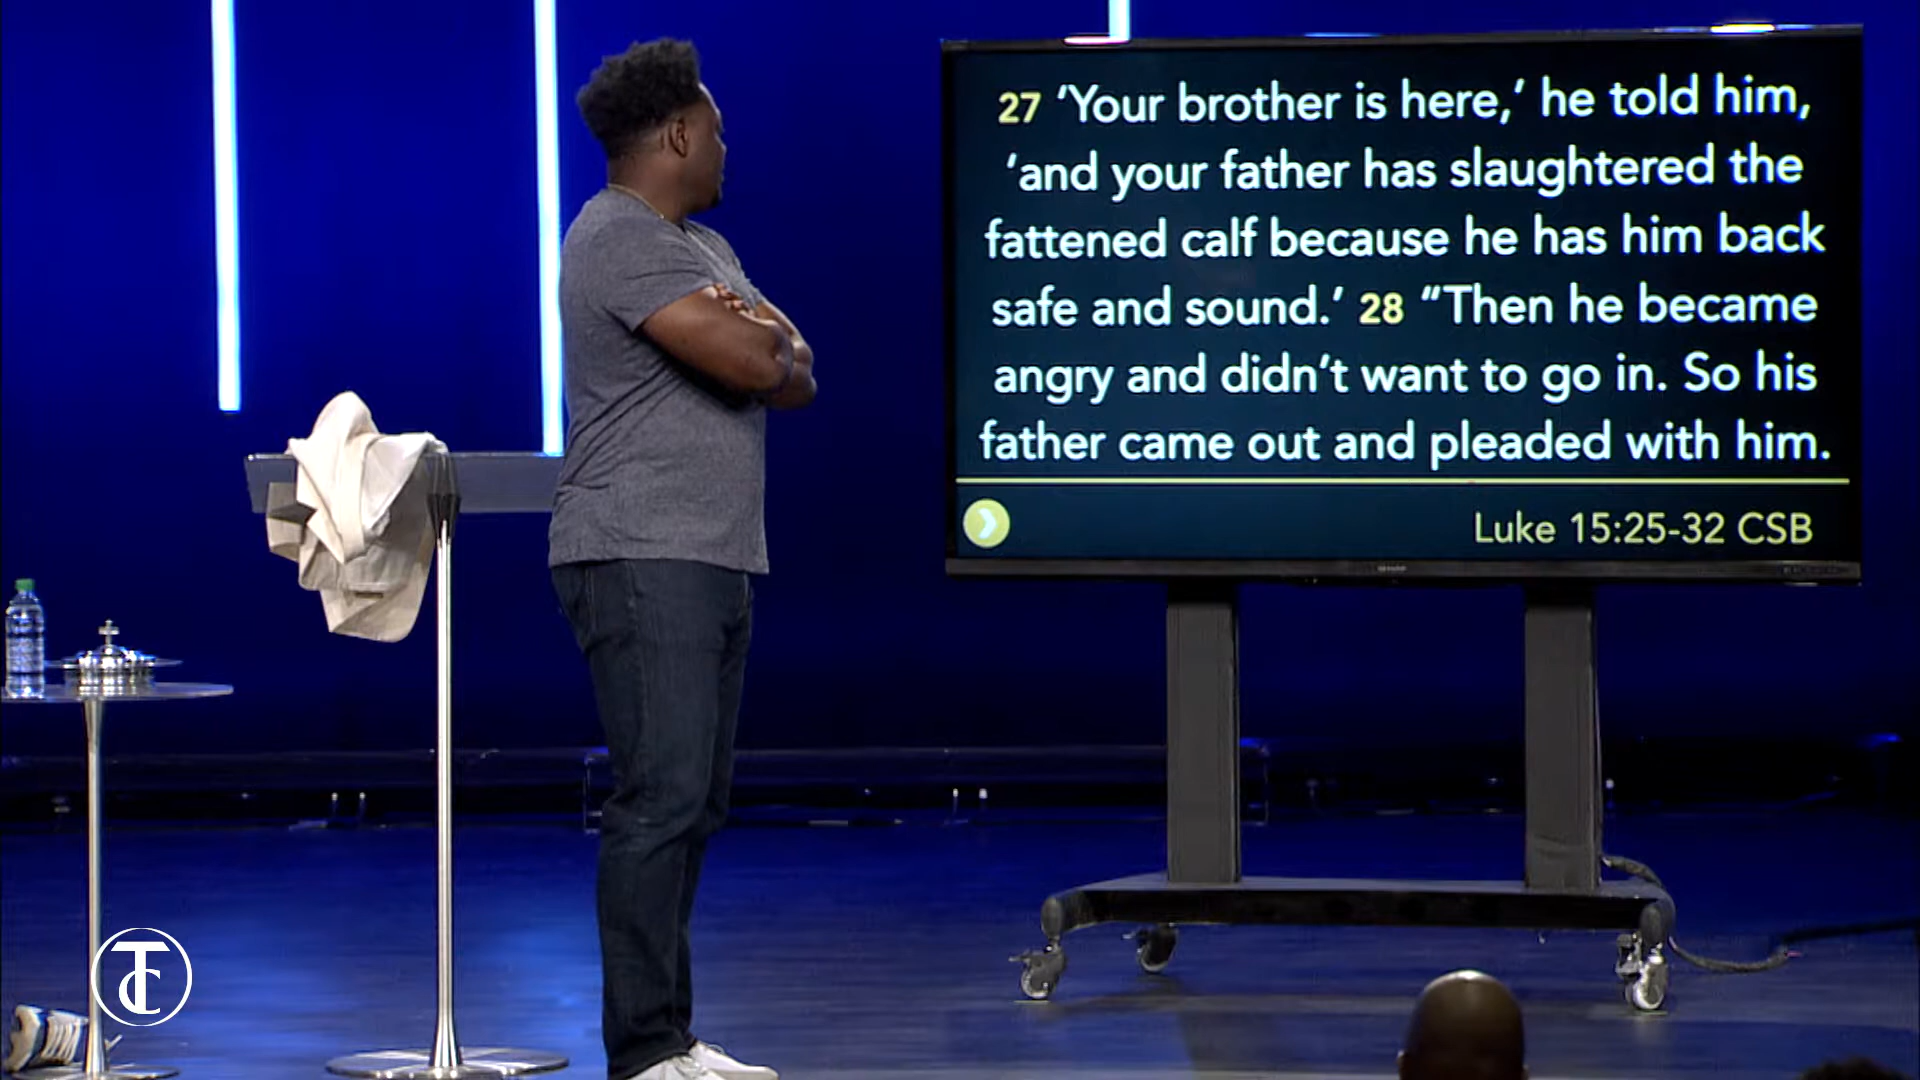 27 ‘Your brother is here,’ he told him,
‘and your father has slaughtered the
fattened calf because he has him back
safe and sound.’ 28 “Then he became
angry and didn’t want to go in. So his
father came out and pleaded with him.
Luke 15:25-32 CSB
SHARP
TC